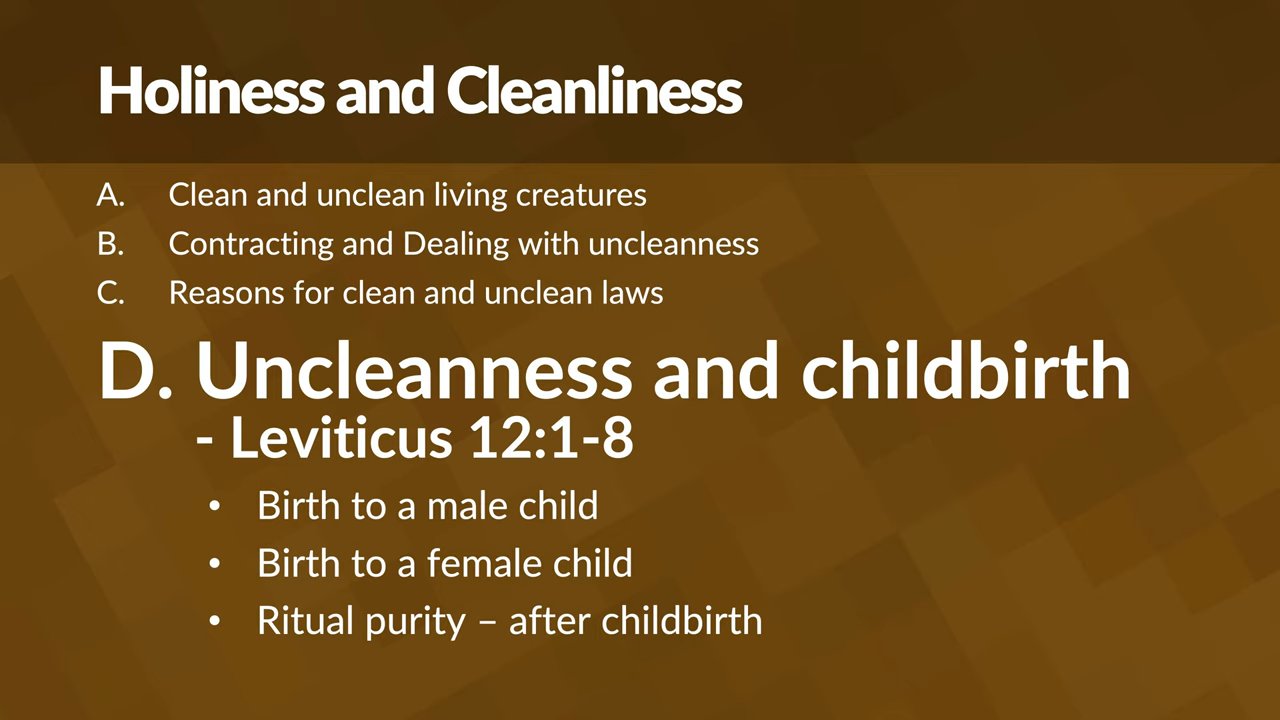 Holiness and Cleanliness
A. Clean and unclean living creatures
B. Contracting and Dealing with uncleanness
C. Reasons for clean and unclean laws
D. Uncleanness and childbirth
- Leviticus 12:1-8
• Birth to a male child
• Birth to a female child
• Ritual purity – after childbirth